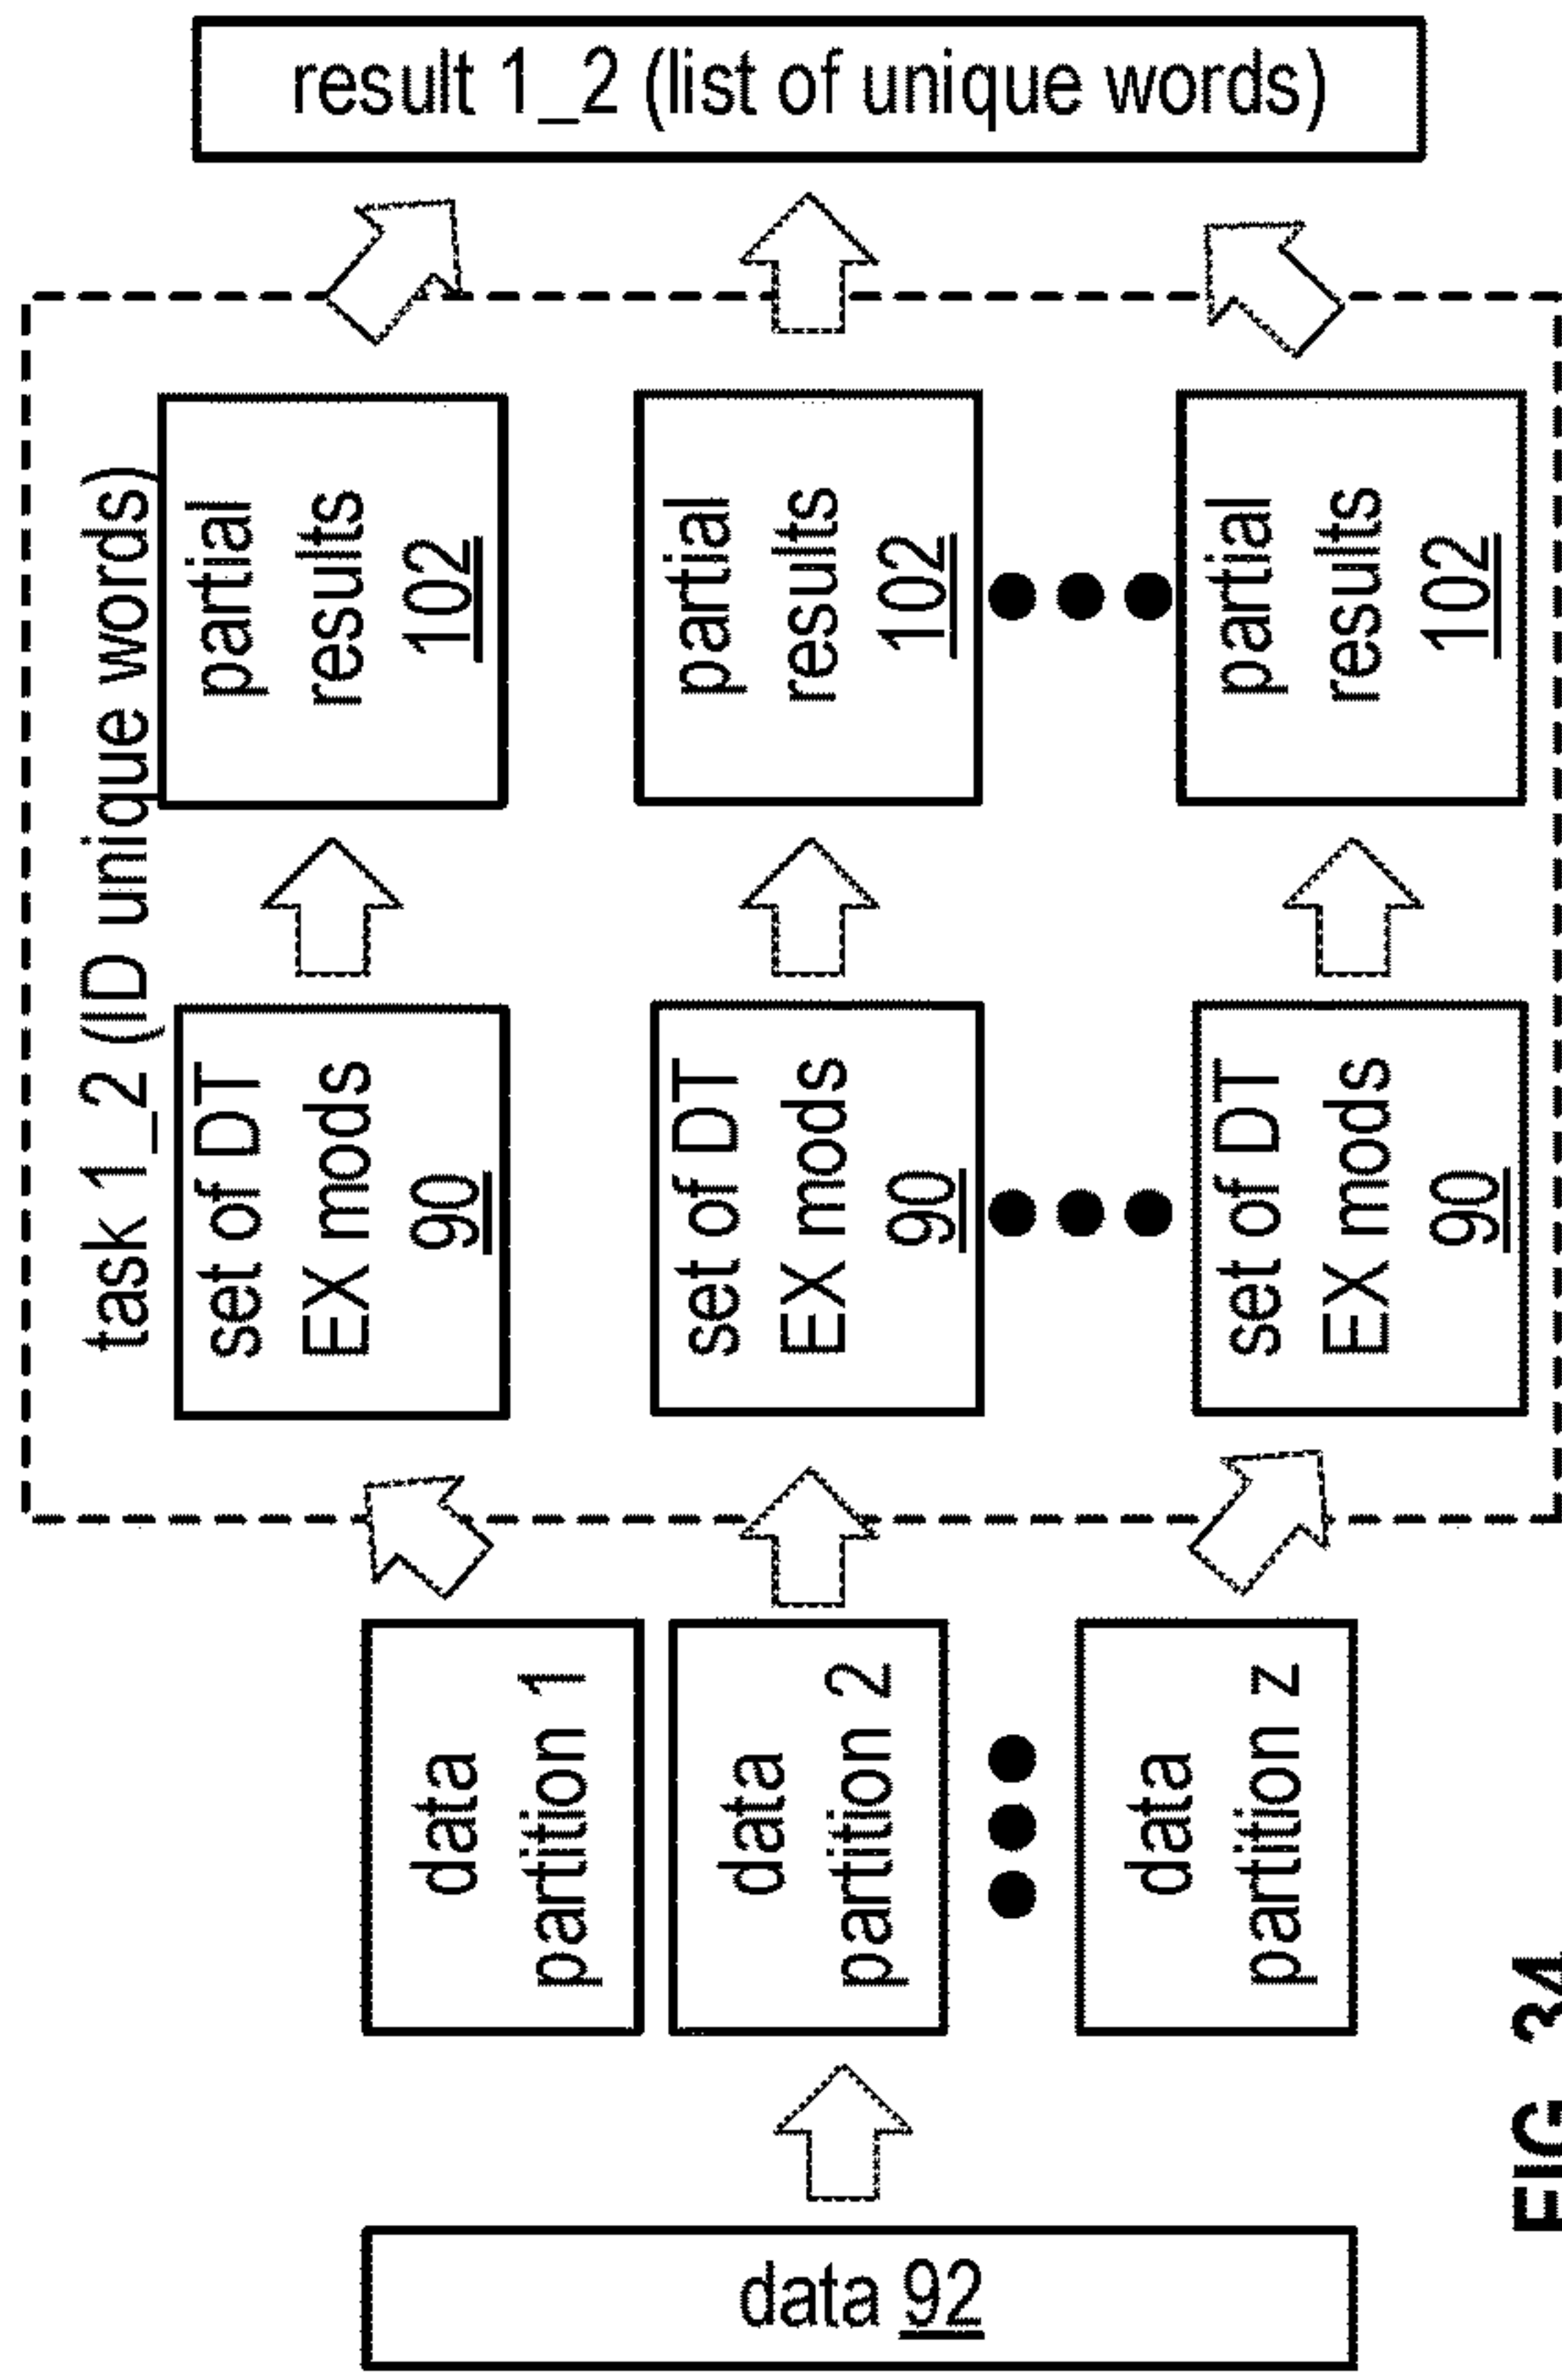 task 1_2 (ID unique words)
data 92
data
partition 1
data
partition 2
data
partition z
set of DT
EX mods
90
set of DT
EX mods
90
set of DT
EX mods
90
partial
results
102
partial
results
102
partial
results
102
result 1_2 (list of unique words)
FIG. 34